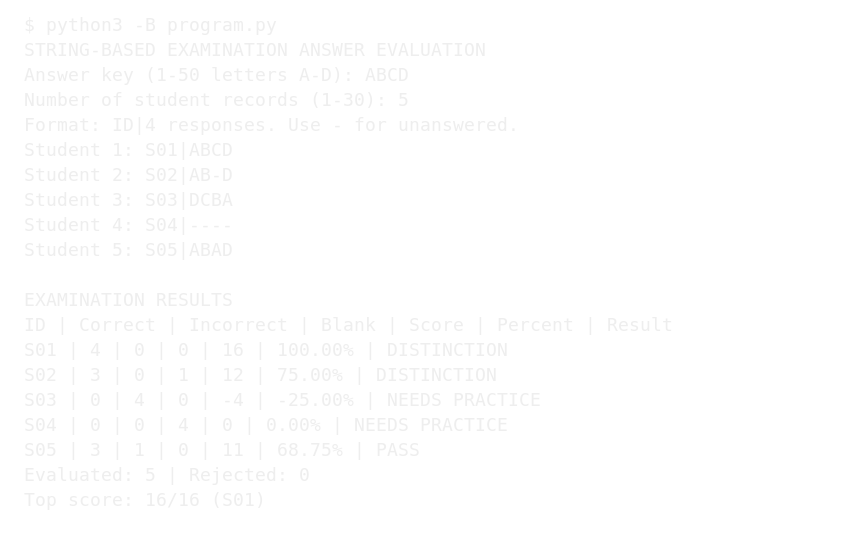 $ python3 -B program.py
STRING-BASED EXAMINATION ANSWER EVALUATION
Answer key (1-50 letters A-D): ABCD
Number of student records (1-30): 5
Format: ID|4 responses. Use - for unanswered.
Student 1: S01|ABCD
Student 2: S02|AB-D
Student 3: S03|DCBA
Student 4: S04|----
Student 5: S05|ABAD

EXAMINATION RESULTS
ID | Correct | Incorrect | Blank | Score | Percent | Result
S01 | 4 | 0 | 0 | 16 | 100.00% | DISTINCTION
S02 | 3 | 0 | 1 | 12 | 75.00% | DISTINCTION
S03 | 0 | 4 | 0 | -4 | -25.00% | NEEDS PRACTICE
S04 | 0 | 0 | 4 | 0 | 0.00% | NEEDS PRACTICE
S05 | 3 | 1 | 0 | 11 | 68.75% | PASS
Evaluated: 5 | Rejected: 0
Top score: 16/16 (S01)